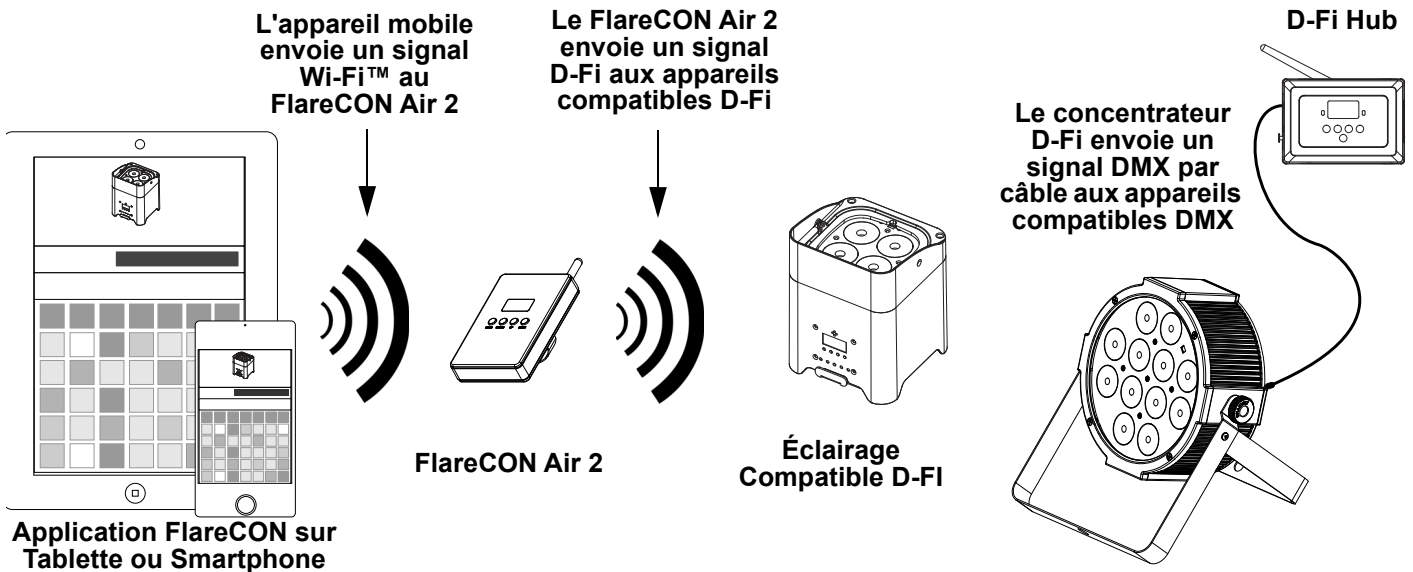 L'appareil mobile
envoie un signal
Wi-Fi™ au
FlareCON Air 2
Le FlareCON Air 2
envoie un signal
D-Fi aux appareils
compatibles D-Fi
D-Fi Hub
Le concentrateur
D-Fi envoie un
signal DMX par
câble aux appareils
compatibles DMX
FlareCON Air 2
Éclairage
Compatible D-FI
Application FlareCON sur
Tablette ou Smartphone